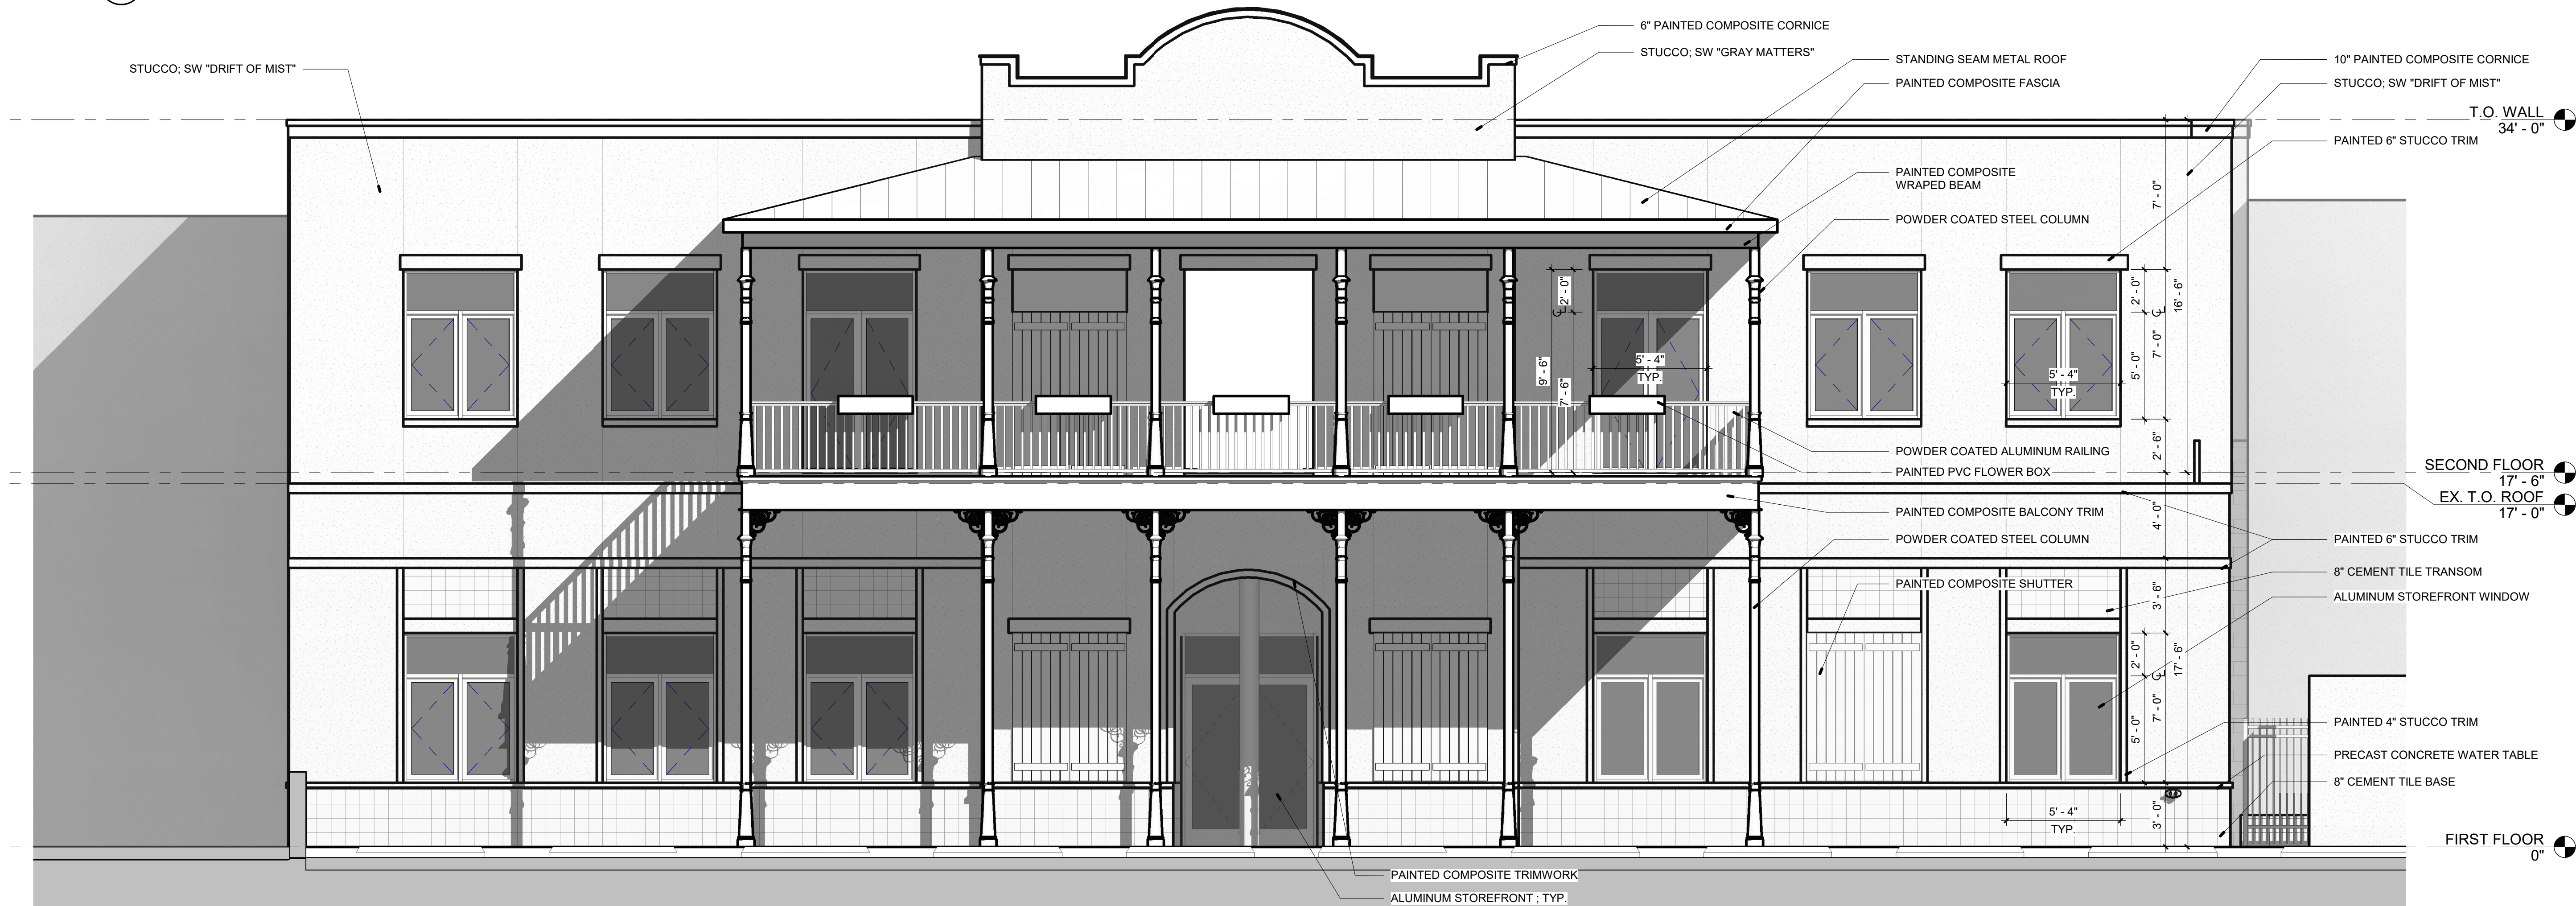 6" PAINTED COMPOSITE CORNICE
STUCCO; SW "GRAY MATTERS"
STUCCO; SW "DRIFT OF MIST"
STANDING SEAM METAL ROOF
PAINTED COMPOSITE FASCIA
PAINTED COMPOSITE
WRAPED BEAM
POWDER COATED STEEL COLUMN
10" PAINTED COMPOSITE CORNICE
STUCCO; SW "DRIFT OF MIST"
T.O. WALL
34' - 0"
PAINTED 6" STUCCO TRIM
7' - 0"
16' - 6"
2' - 0"
CL
7' - 0"
5' - 0"
2' - 6"
5' - 4"
TYP.
2' - 0"
CL
9' - 6"
7' - 6"
5' - 4"
TYP.
POWDER COATED ALUMINUM RAILING
PAINTED PVC FLOWER BOX
SECOND FLOOR
17' - 6"
EX. T.O. ROOF
17' - 0"
PAINTED COMPOSITE BALCONY TRIM
POWDER COATED STEEL COLUMN
4' - 0"
PAINTED 6" STUCCO TRIM
8" CEMENT TILE TRANSOM
PAINTED COMPOSITE SHUTTER
ALUMINUM STOREFRONT WINDOW
3' - 6"
2' - 0"
17' - 6"
CL
7' - 0"
5' - 0"
PAINTED 4" STUCCO TRIM
PRECAST CONCRETE WATER TABLE
8" CEMENT TILE BASE
5' - 4"
TYP.
3' - 0"
FIRST FLOOR
0"
PAINTED COMPOSITE TRIMWORK
ALUMINUM STOREFRONT ; TYP.